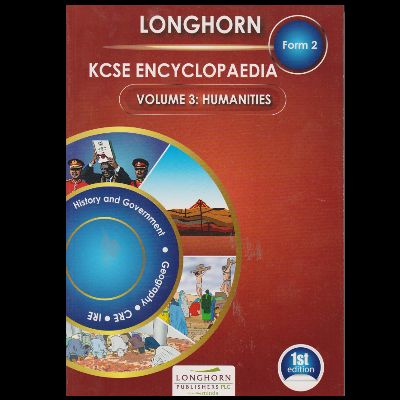 LONGHORN
Form 2
KCSE ENCYCLOPAEDIA
VOLUME 3: HUMANITIES
History and Government
• Geography • CRE • IRE
1st
edition
LONGHORN
PUBLISHERS PLC